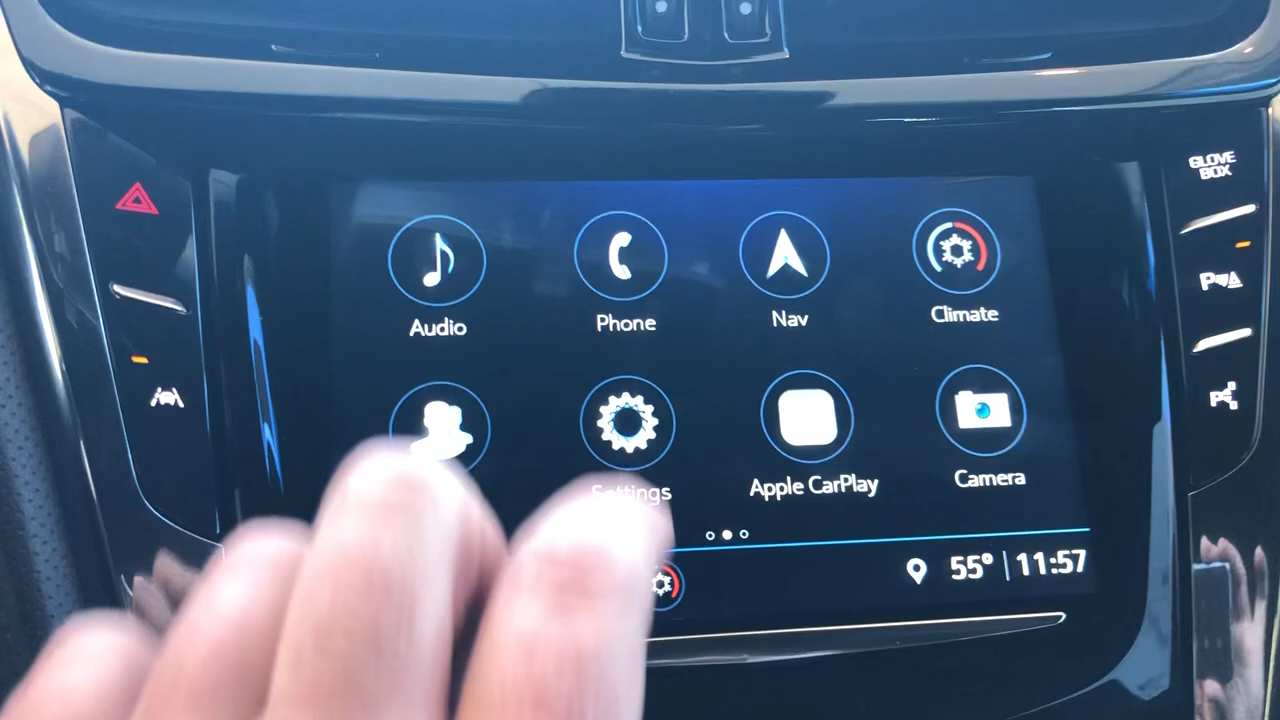 GLOVE
BOX
Audio
Phone
Nav
Climate
Settings
Apple CarPlay
Camera
55° | 11:57